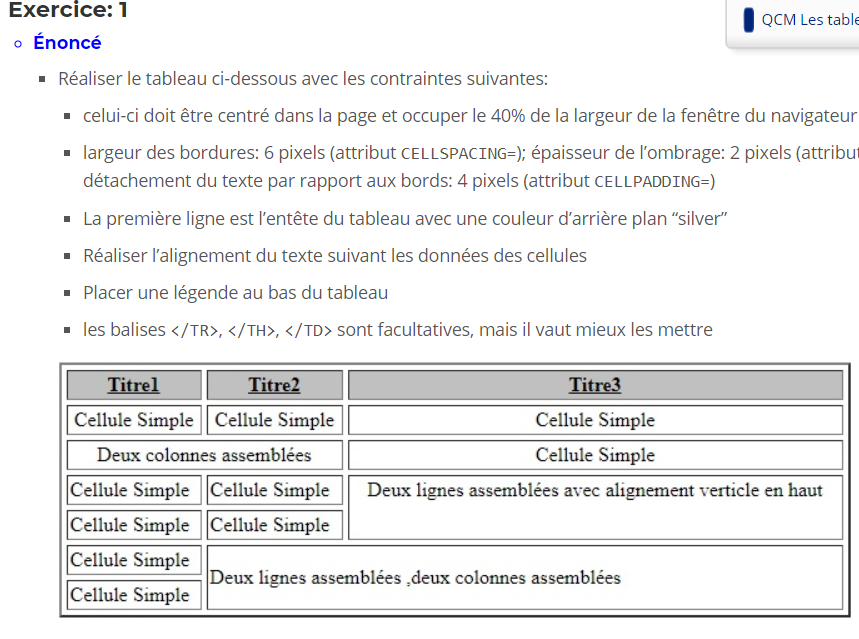 Exercice: 1
QCM Les table
Énoncé
Réaliser le tableau ci-dessous avec les contraintes suivantes:
celui-ci doit être centré dans la page et occuper le 40% de la largeur de la fenêtre du navigateur
largeur des bordures: 6 pixels (attribut CELLSPACING=); épaisseur de l’ombrage: 2 pixels (attribut
détachement du texte par rapport aux bords: 4 pixels (attribut CELLPADDING=)
La première ligne est l’entête du tableau avec une couleur d’arrière plan “silver”
Réaliser l’alignement du texte suivant les données des cellules
Placer une légende au bas du tableau
les balises </TR>, </TH>, </TD> sont facultatives, mais il vaut mieux les mettre
Titre1 Titre2 Titre3
Cellule Simple Cellule Simple Cellule Simple
Deux colonnes assemblées Cellule Simple
Cellule Simple Cellule Simple Deux lignes assemblées avec alignement verticle en haut
Cellule Simple Cellule Simple
Cellule Simple
Deux lignes assemblées ,deux colonnes assemblées
Cellule Simple